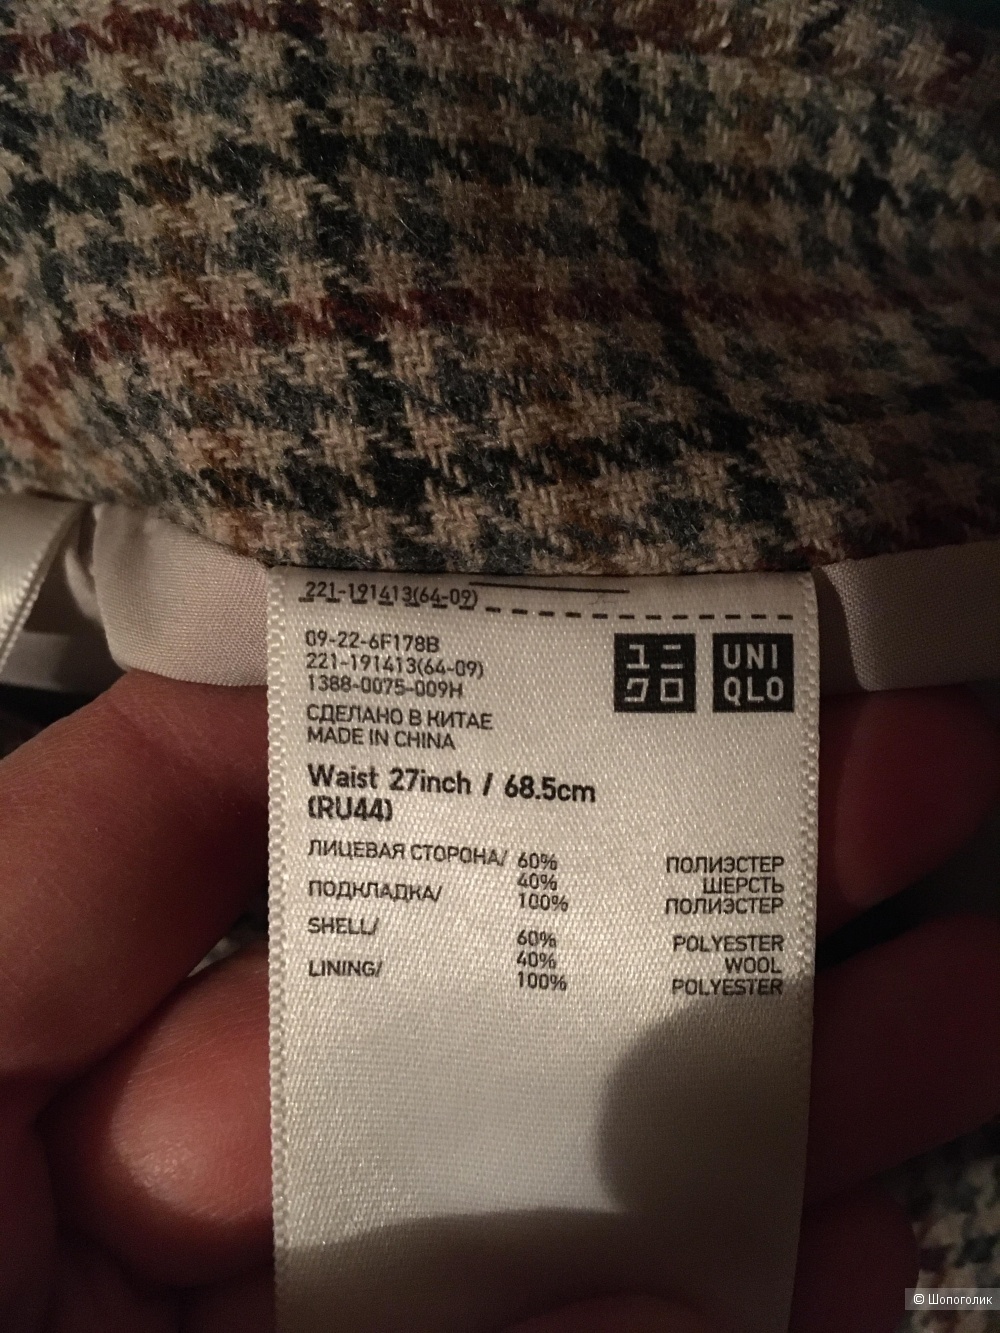 221-191413(64-09)
09-22-6F178B
221-191413(64-09)
1388-0075-009H
ユニ
クロ
UNI
QLO
СДЕЛАНО В КИТАЕ
MADE IN CHINA
Waist 27inch / 68.5cm
(RU44)
ЛИЦЕВАЯ СТОРОНА/ 60% ПОЛИЭСТЕР
40% ШЕРСТЬ
ПОДКЛАДКА/ 100% ПОЛИЭСТЕР
SHELL/ 60% POLYESTER
40% WOOL
LINING/ 100% POLYESTER
© Шопоголик